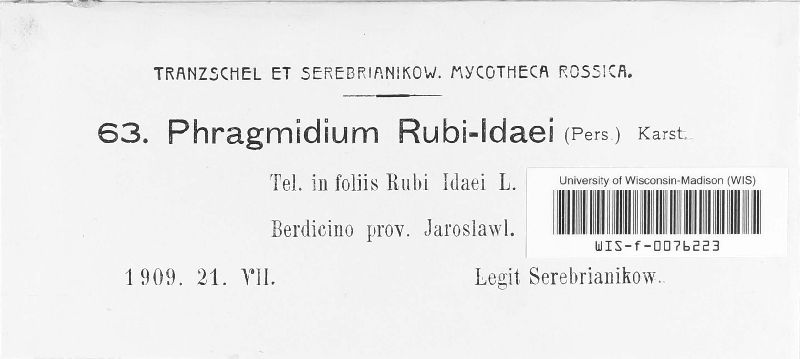 TRANZSCHEL ET SEREBRIANIKOW. MYCOTHECA ROSSICA.
63. Phragmidium Rubi-Idaei (Pers.) Karst.
Tel. in foliis Rubi Idaei L.
University of Wisconsin-Madison (WIS)
WIS-f-0076223
Berdicino prov. Jaroslawl.
1909. 21. VII. Legit Serebrianikow.